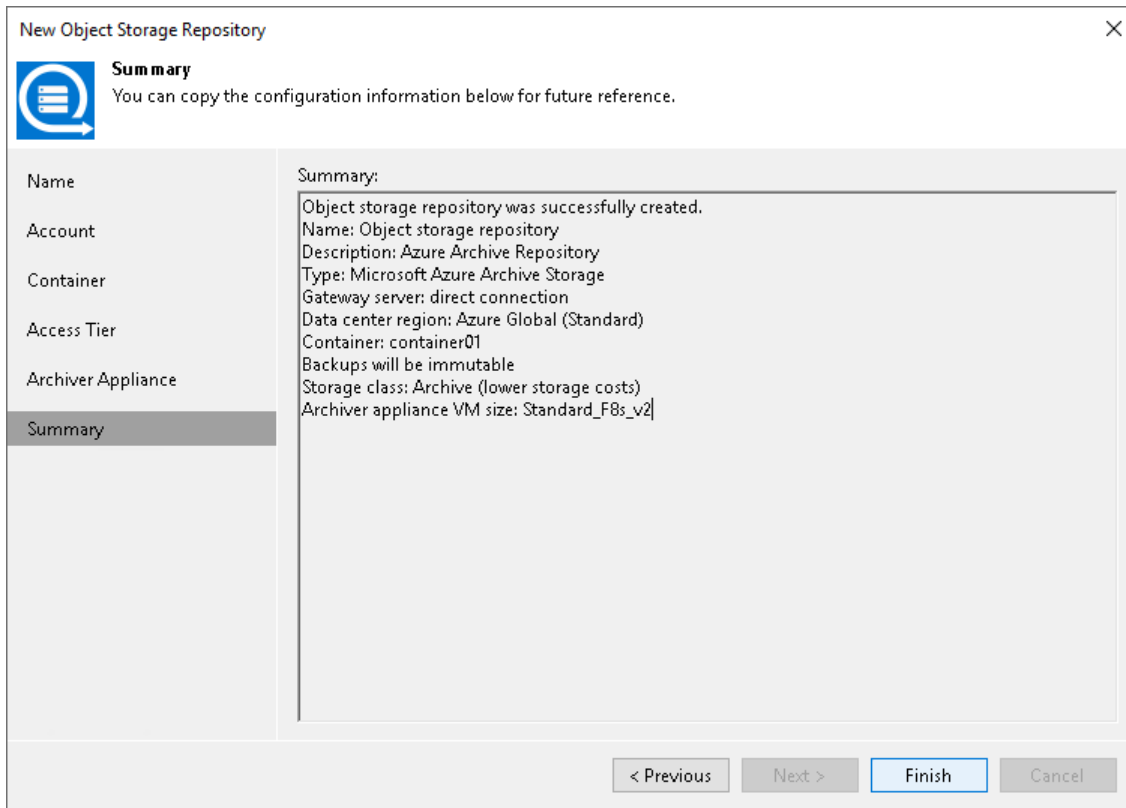 New Object Storage Repository
Summary
You can copy the configuration information below for future reference.
Name
Account
Container
Access Tier
Archiver Appliance
Summary
Summary:
Object storage repository was successfully created.
Name: Object storage repository
Description: Azure Archive Repository
Type: Microsoft Azure Archive Storage
Gateway server: direct connection
Data center region: Azure Global (Standard)
Container: container01
Backups will be immutable
Storage class: Archive (lower storage costs)
Archiver appliance VM size: Standard_F8s_v2
< Previous
Next >
Finish
Cancel